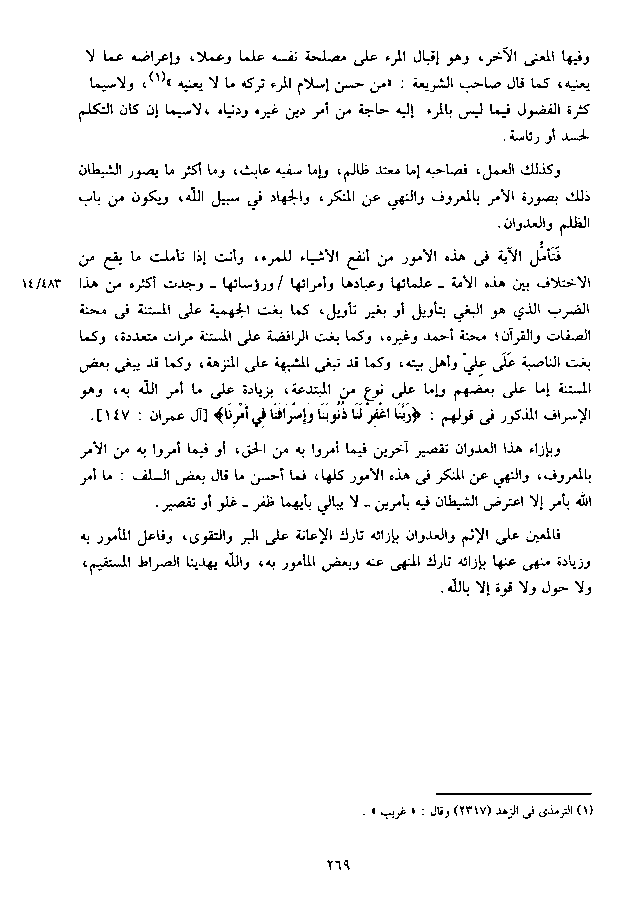 وفيها المعنى الآخر، وهو إقبال المرء على مصلحة نفسه علما وعملا، وإعراضه عما لا
يعنيه، كما قال صاحب الشريعة : «من حسن إسلام المرء تركه ما لا يعنيه »(١)، ولاسيما
كثرة الفضول فيما ليس بالمرء إليه حاجة من أمر دين غيره ودنياه ،لاسيما إن كان التكلم
لحسد أو رئاسة.
وكذلك العمل، فصاحبه إما معتد ظالم، وإما سفيه عابث، وما أكثر ما يصور الشيطان
ذلك بصورة الأمر بالمعروف والنهي عن المنكر، والجهاد في سبيل الله، ويكون من باب
الظلم والعدوان.
فَتَأمُّل الآية في هذه الأمور من أنفع الأشياء للمرء، وأنت إذا تأملت ما يقع من
الاختلاف بين هذه الأمة ـ علمائها وعبادها وأمرائها /ورؤسائها ـ وجدت أكثره من هذا ١٤/٤٨٣
الضرب الذي هو البغي بتأويل أو بغير تأويل، كما بغت الجهمية على المستنة في محنة
الصفات والقرآن؛ محنة أحمد وغيره، وكما بغت الرافضة على المستنة مرات متعددة، وكما
بغت الناصبة عَلَى عليّ وأهل بيته، وكما قد تبغى المشبهة على المنزهة، وكما قد يبغى بعض
المستنة إما على بعضهم وإما على نوع من المبتدعة، بزيادة على ما أمر الله به، وهو
الإسراف المذكور في قولهم : ﴿رَبَّنَا اغْفِرْ لَنَا ذُنُوبَنَا وَإِسْرَافَنَا فِي أَمْرِنَا﴾ [آل عمران : ١٤٧].
وبإزاء هذا العدوان تقصير آخرين فيما أمروا به من الحق، أو فيما أمروا به من الأمر
بالمعروف، والنهي عن المنكر في هذه الأمور كلها، فما أحسن ما قال بعض السلف : ما أمر
الله بأمر إلا اعترض الشيطان فيه بأمرين ـ لا يبالي بأيهما ظفر ـ غلو أو تقصير.
فالمعين على الإثم والعدوان بإزائه تارك الإعانة على البر والتقوى، وفاعل المأمور به
وزيادة منهى عنها بإزائه تارك المنهى عنه وبعض المأمور به، والله يهدينا الصراط المستقيم،
ولا حول ولا قوة إلا بالله.
(١) الترمذى في الزهد (٢٣١٧) وقال : « غريب » .
٢٦٩